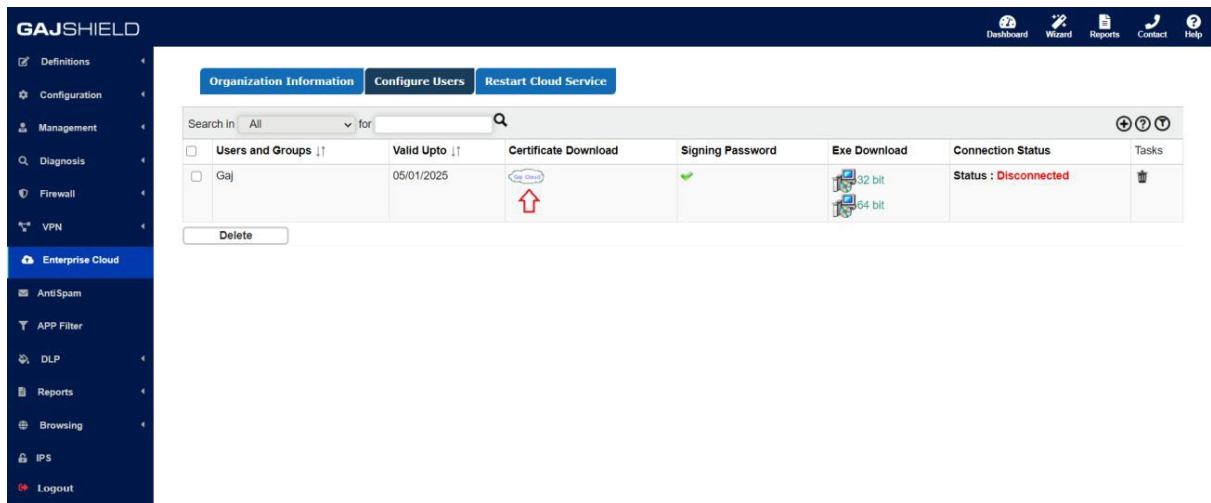 GAJSHIELD
Dashboard
Wizard
Reports
Contact
Help
Definitions
Configuration
Management
Diagnosis
Firewall
VPN
Enterprise Cloud
AntiSpam
APP Filter
DLP
Reports
Browsing
IPS
Logout
Organization Information Configure Users Restart Cloud Service
Search in All for
Users and Groups Valid Upto Certificate Download Signing Password Exe Download Connection Status Tasks
Gaj 05/01/2025 Gaj Cloud 32 bit Status : Disconnected
64 bit
Delete